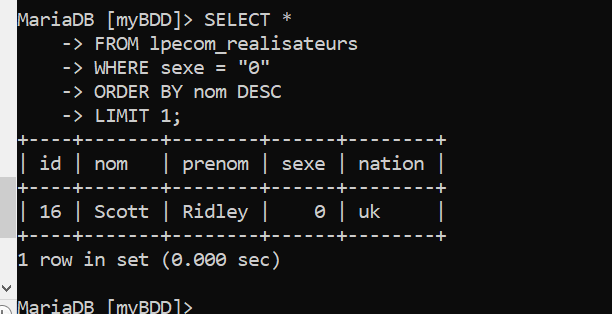 MariaDB [myBDD]> SELECT *
    -> FROM lpecom_realisateurs
    -> WHERE sexe = "0"
    -> ORDER BY nom DESC
    -> LIMIT 1;
+----+-------+--------+------+--------+
| id | nom   | prenom | sexe | nation |
+----+-------+--------+------+--------+
| 16 | Scott | Ridley |    0 | uk     |
+----+-------+--------+------+--------+
1 row in set (0.000 sec)

MariaDB [myBDD]>